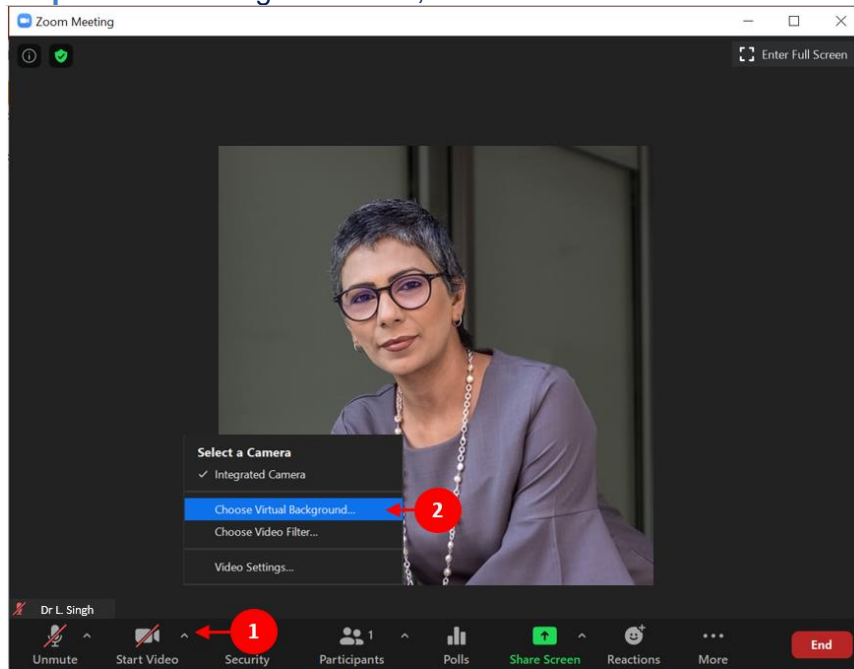 Zoom Meeting
Enter Full Screen
Select a Camera
✓ Integrated Camera
Choose Virtual Background...
2
Choose Video Filter...
Video Settings...
Dr L. Singh
1
1
Unmute Start Video Security Participants Polls Share Screen Reactions More End